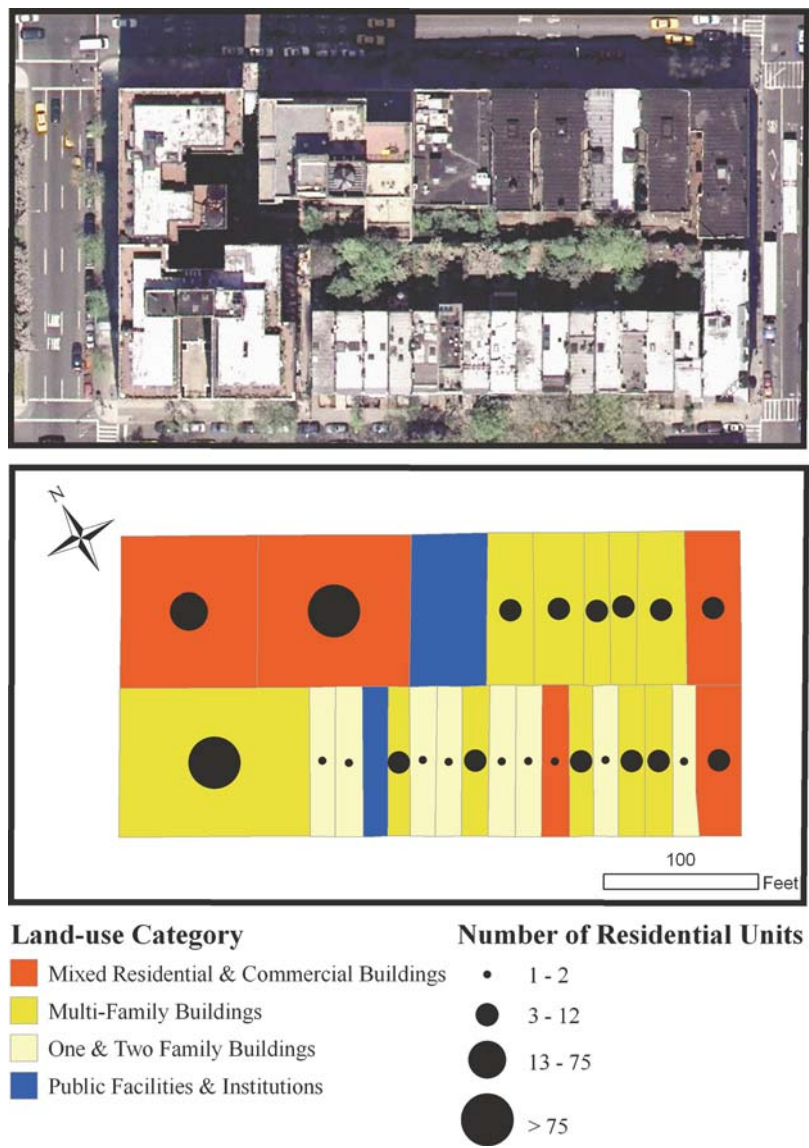 N
100
Feet
Land-use Category
Mixed Residential & Commercial Buildings
Multi-Family Buildings
One & Two Family Buildings
Public Facilities & Institutions
Number of Residential Units
1 - 2
3 - 12
13 - 75
> 75